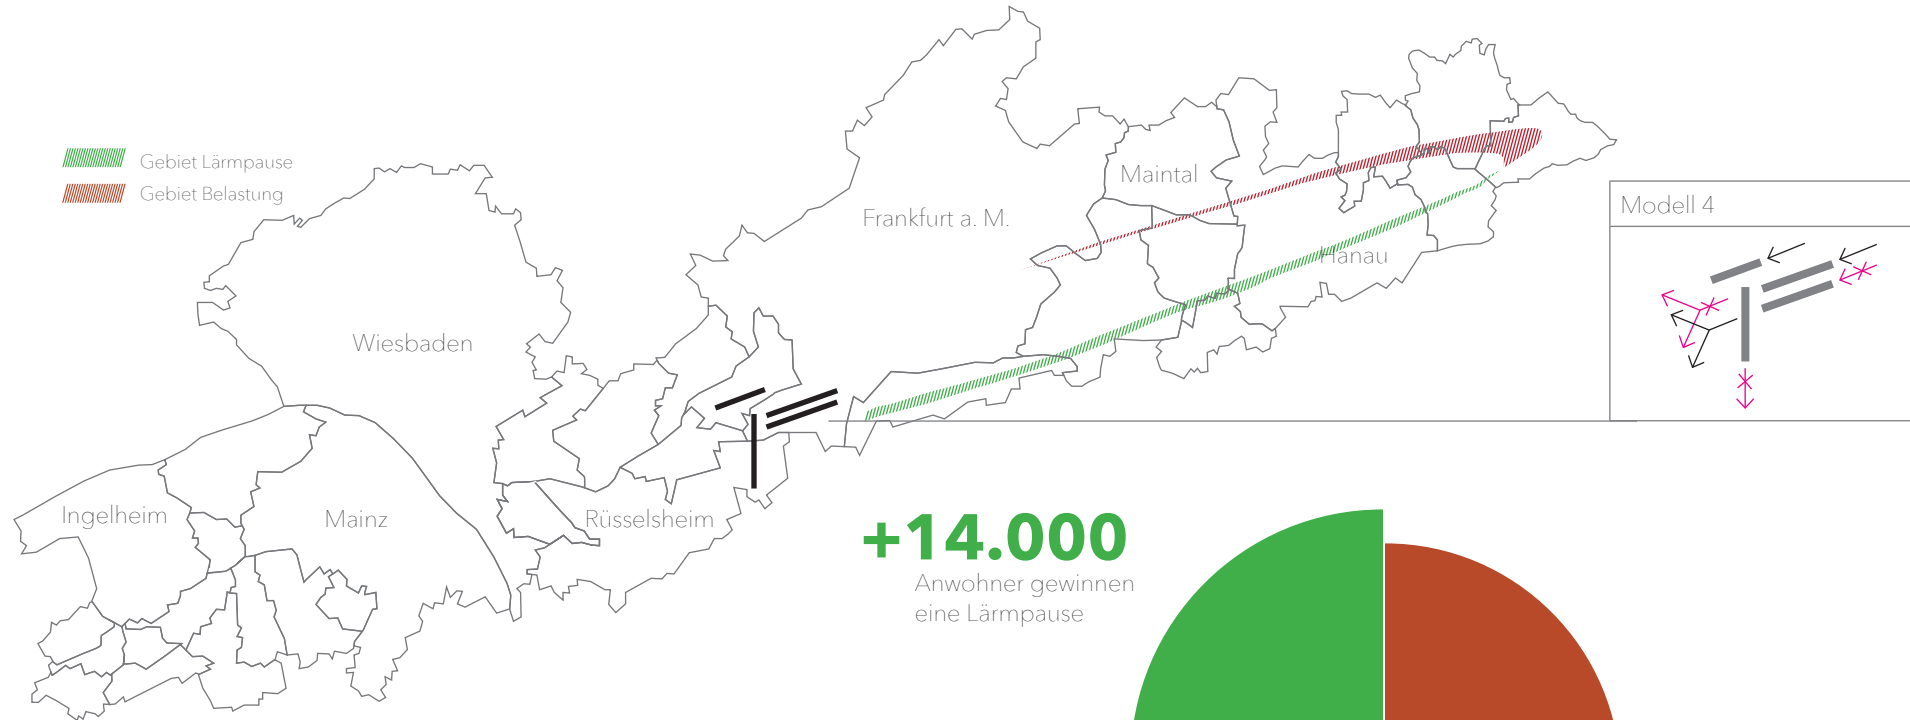 Gebiet Lärmpause
Gebiet Belastung
Maintal
Frankfurt a. M.
Modell 4
Hanau
Wiesbaden
Ingelheim
Mainz
Rüsselsheim
+14.000
Anwohner gewinnen
eine Lärmpause